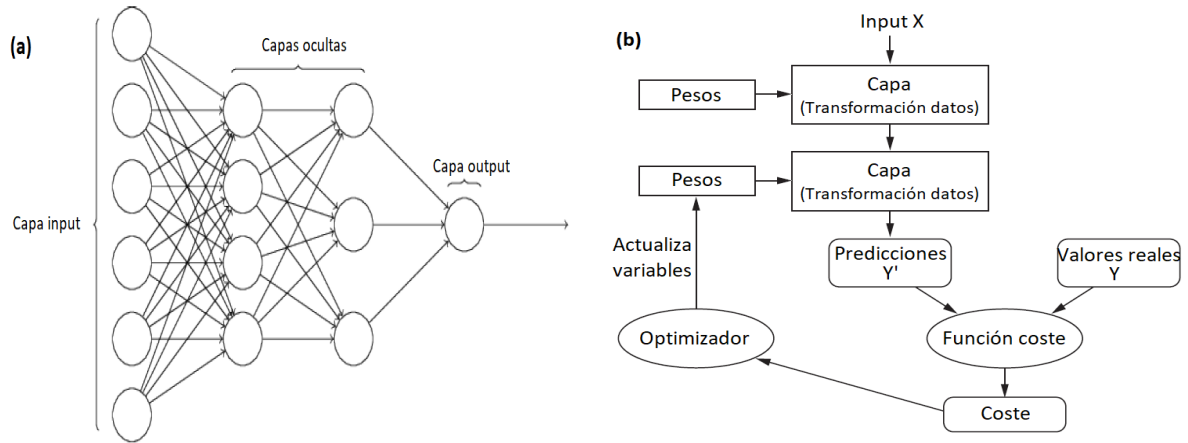 (a)
Capas ocultas
Capa output
Capa input
(b)
Input X
Pesos
Capa
(Transformación datos)
Pesos
Capa
(Transformación datos)
Actualiza
variables
Predicciones
Y'
Valores reales
Y
Optimizador
Función coste
Coste